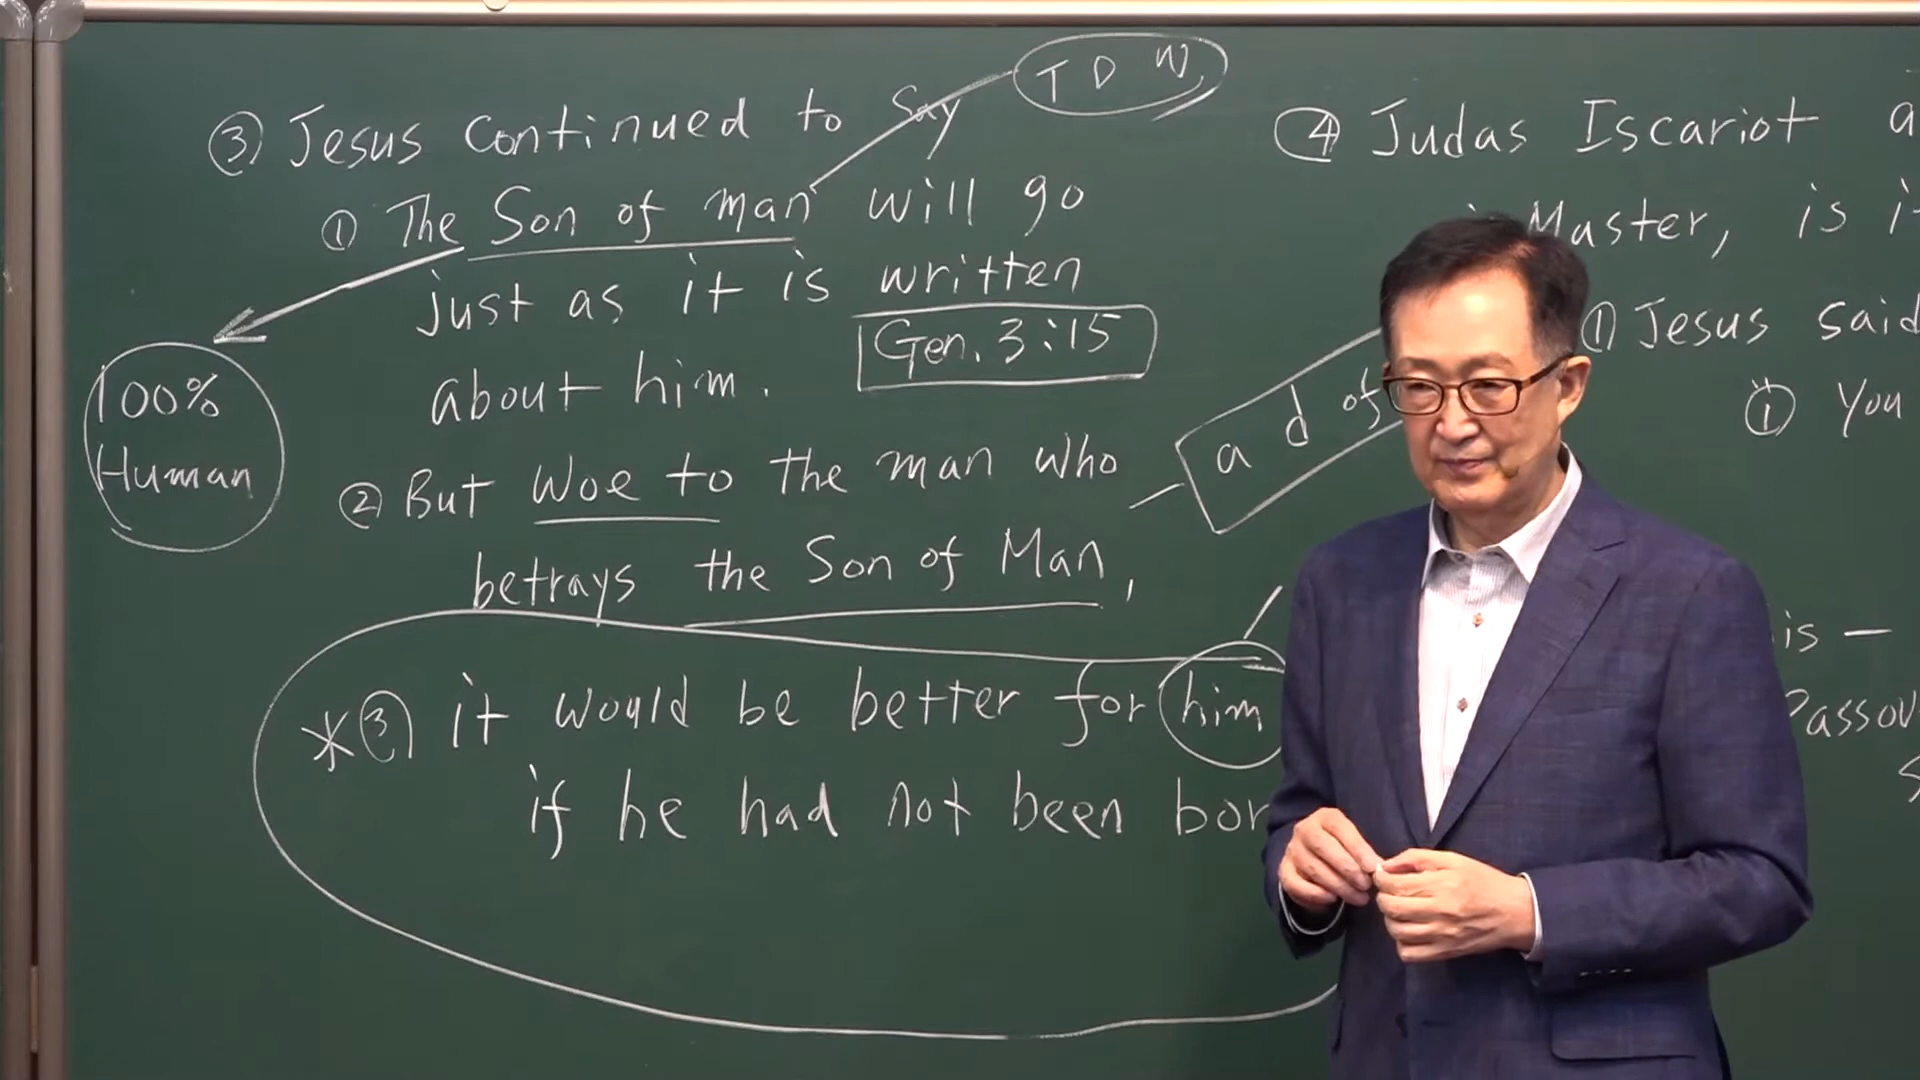 T D W
③ Jesus continued to say
① The Son of man will go
just as it is written
Gen. 3:15
about him.
100%
Human
② But Woe to the man who
betrays the Son of Man,
a d of
*③ it would be better for him
if he had not been
④ Judas Iscariot
Master, is
① Jesus said
① You
is —